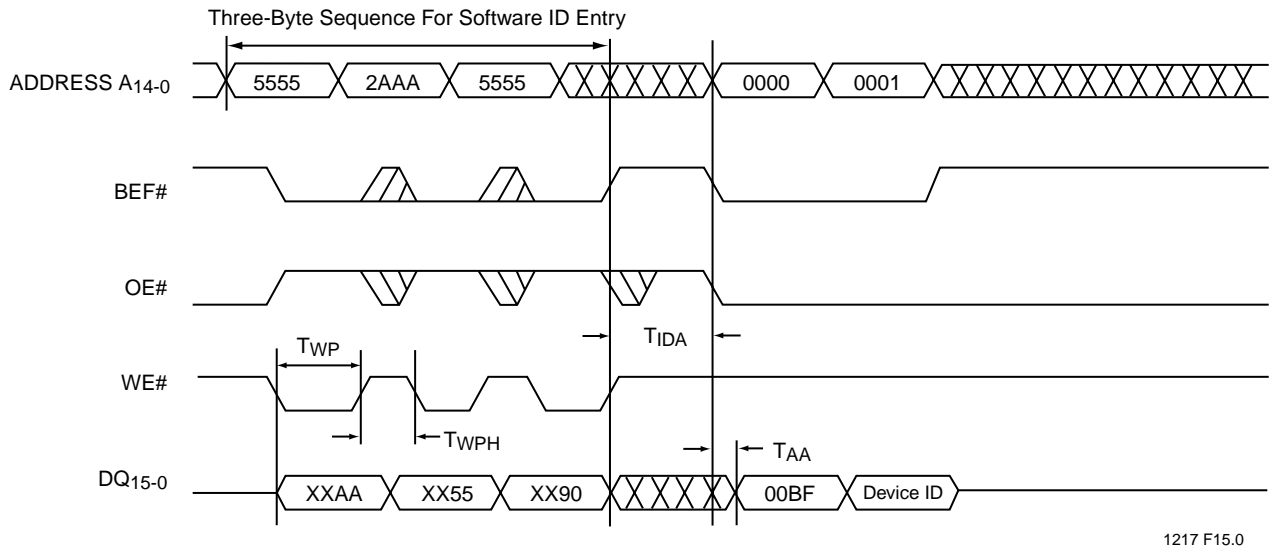 Three-Byte Sequence For Software ID Entry
ADDRESS A14-0
5555 2AAA 5555 0000 0001
BEF#
OE#
TIDA
TWP
WE#
TWPH
TAA
DQ15-0
XXAA XX55 XX90 00BF Device ID
1217 F15.0